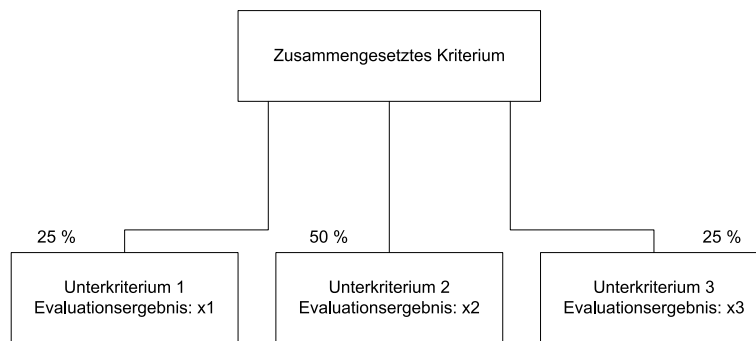 Zusammengesetztes Kriterium
25 %
50 %
25 %
Unterkriterium 1
Evaluationsergebnis: x1
Unterkriterium 2
Evaluationsergebnis: x2
Unterkriterium 3
Evaluationsergebnis: x3